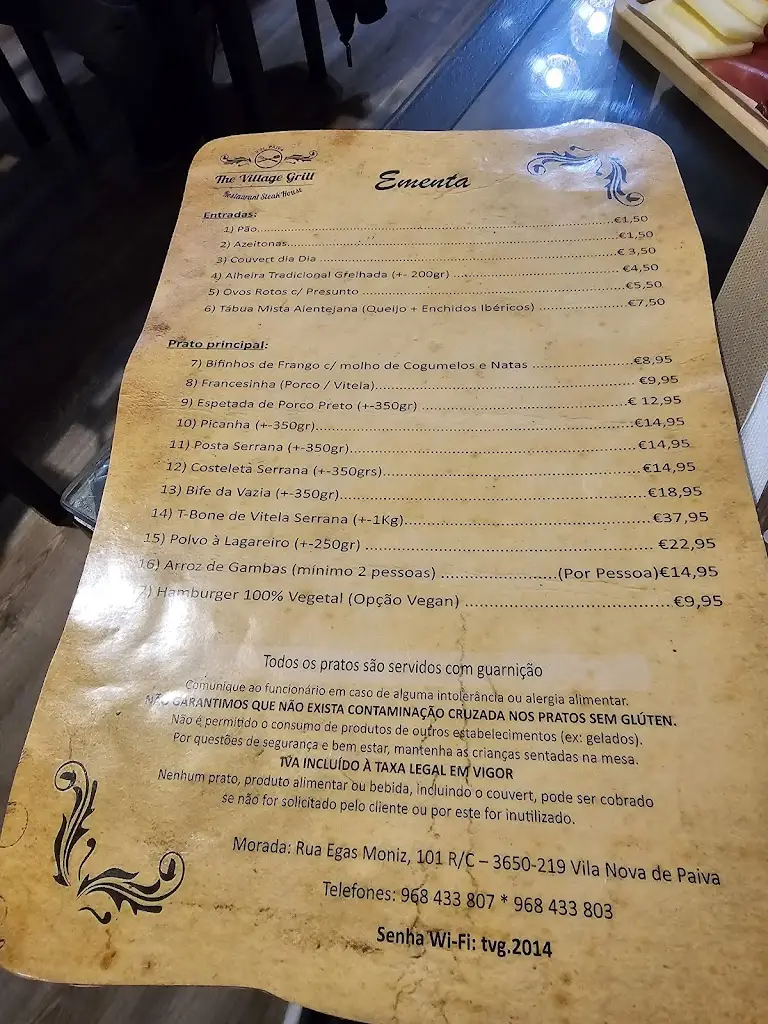 The Village Grill
Restaurant Steak House
Ementa
Entradas:
1) Pão..........€1,50
2) Azeitonas..........€1,50
3) Couvert dia Dia ..........€ 3,50
4) Alheira Tradicional Grelhada (+- 200gr) ..........€4,50
5) Ovos Rotos c/ Presunto ..........€5,50
6) Tábua Mista Alentejana (Queijo + Enchidos Ibéricos) ..........€7,50
Prato principal:
7) Bifinhos de Frango c/ molho de Cogumelos e Natas ..........€8,95
8) Francesinha (Porco / Vitela)..........€9,95
9) Espetada de Porco Preto (+-350gr) ..........€ 12,95
10) Picanha (+-350gr)..........€14,95
11) Posta Serrana (+-350gr)..........€14,95
12) Costeleta Serrana (+-350grs)..........€14,95
13) Bife da Vazia (+-350gr)..........€18,95
14) T-Bone de Vitela Serrana (+-1Kg)..........€37,95
15) Polvo à Lagareiro (+-250gr) ..........€22,95
16) Arroz de Gambas (mínimo 2 pessoas) ..........(Por Pessoa)€14,95
7) Hamburger 100% Vegetal (Opção Vegan) ..........€9,95
Todos os pratos são servidos com guarnição
Comunique ao funcionário em caso de alguma intolerância ou alergia alimentar.
NÃO GARANTIMOS QUE NÃO EXISTA CONTAMINAÇÃO CRUZADA NOS PRATOS SEM GLÚTEN.
Não é permitido o consumo de produtos de outros estabelecimentos (ex: gelados).
Por questões de segurança e bem estar, mantenha as crianças sentadas na mesa.
IVA INCLUÍDO À TAXA LEGAL EM VIGOR
Nenhum prato, produto alimentar ou bebida, incluindo o couvert, pode ser cobrado
se não for solicitado pelo cliente ou por este for inutilizado.
Morada: Rua Egas Moniz, 101 R/C – 3650-219 Vila Nova de Paiva
Telefones: 968 433 807 * 968 433 803
Senha Wi-Fi: tvg.2014